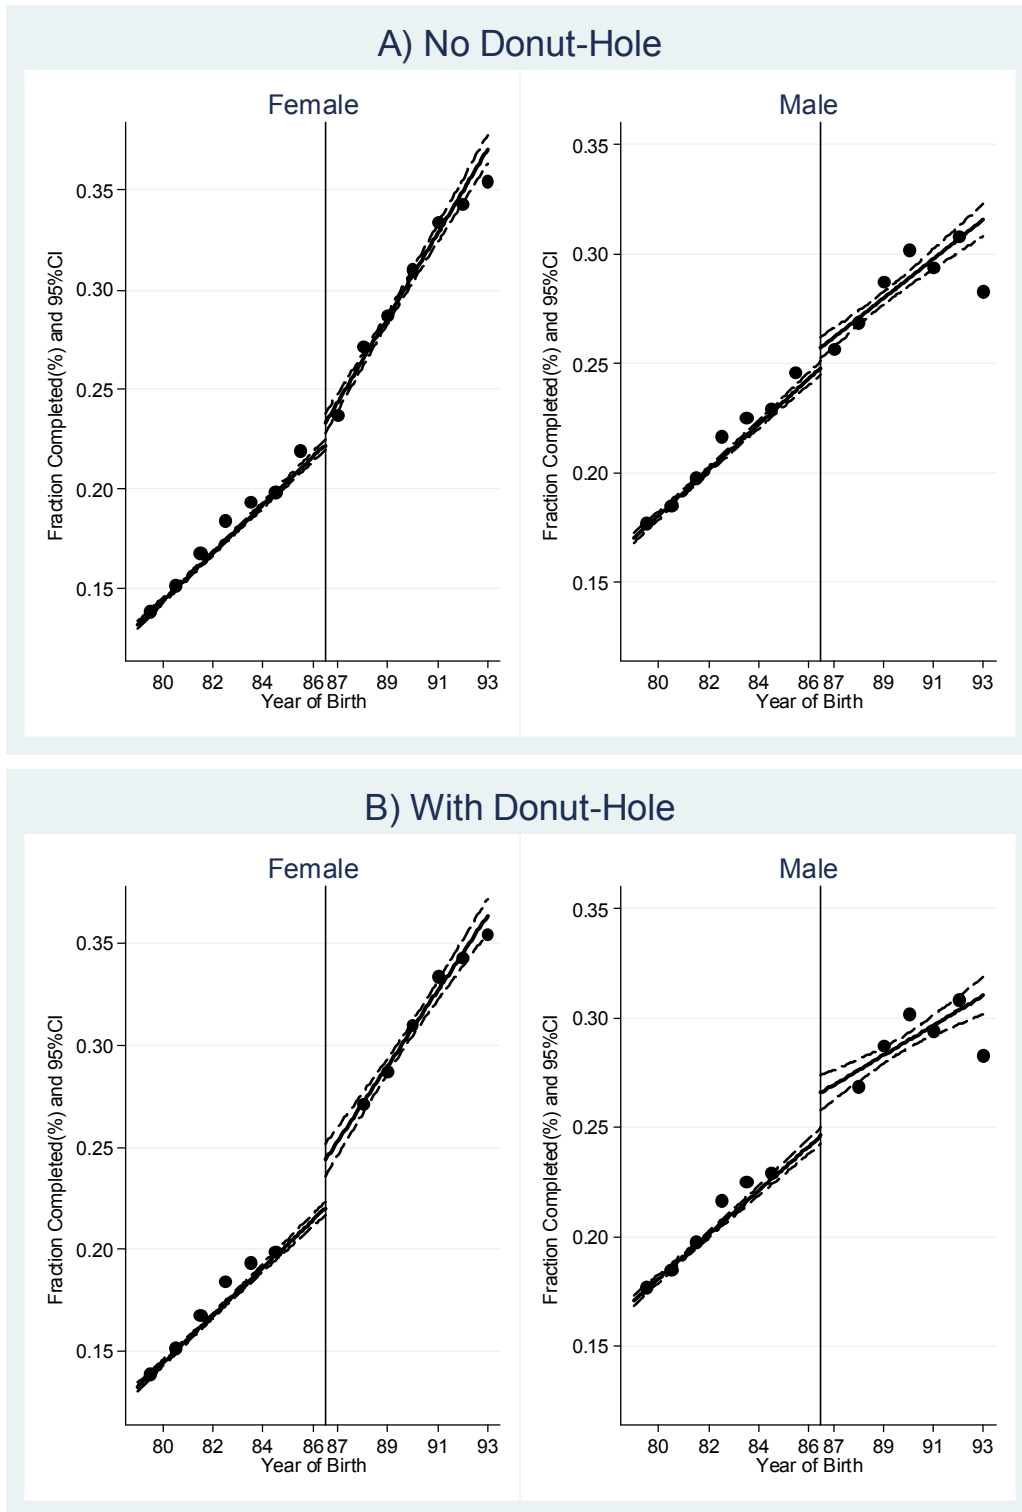 A) No Donut-Hole
Female
Fraction Completed(%) and 95%CI
0.35
0.30
0.25
0.20
0.15
80 82 84 86 87 89 91 93
Year of Birth
Male
Fraction Completed(%) and 95%CI
0.35
0.30
0.25
0.20
0.15
80 82 84 86 87 89 91 93
Year of Birth
B) With Donut-Hole
Female
Fraction Completed(%) and 95%CI
0.35
0.30
0.25
0.20
0.15
80 82 84 86 87 89 91 93
Year of Birth
Male
Fraction Completed(%) and 95%CI
0.35
0.30
0.25
0.20
0.15
80 82 84 86 87 89 91 93
Year of Birth